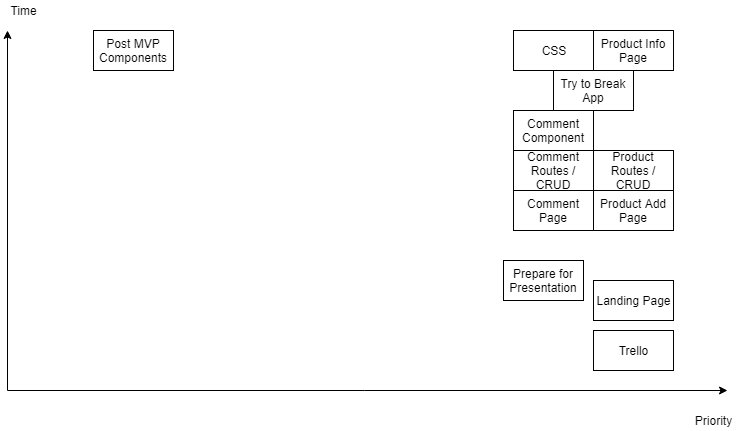 Time
Post MVP
Components
CSS
Product Info
Page
Try to Break
App
Comment
Component
Comment
Routes /
CRUD
Product
Routes /
CRUD
Comment
Page
Product Add
Page
Prepare for
Presentation
Landing Page
Trello
Priority